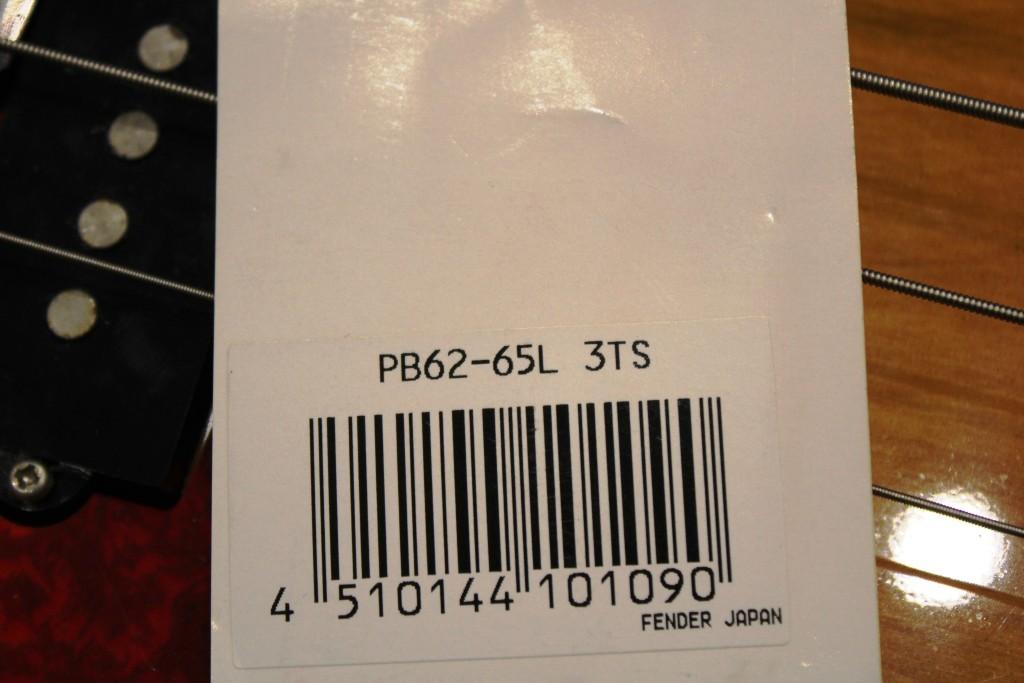 PB62-65L 3TS
4 510144 101090
FENDER JAPAN